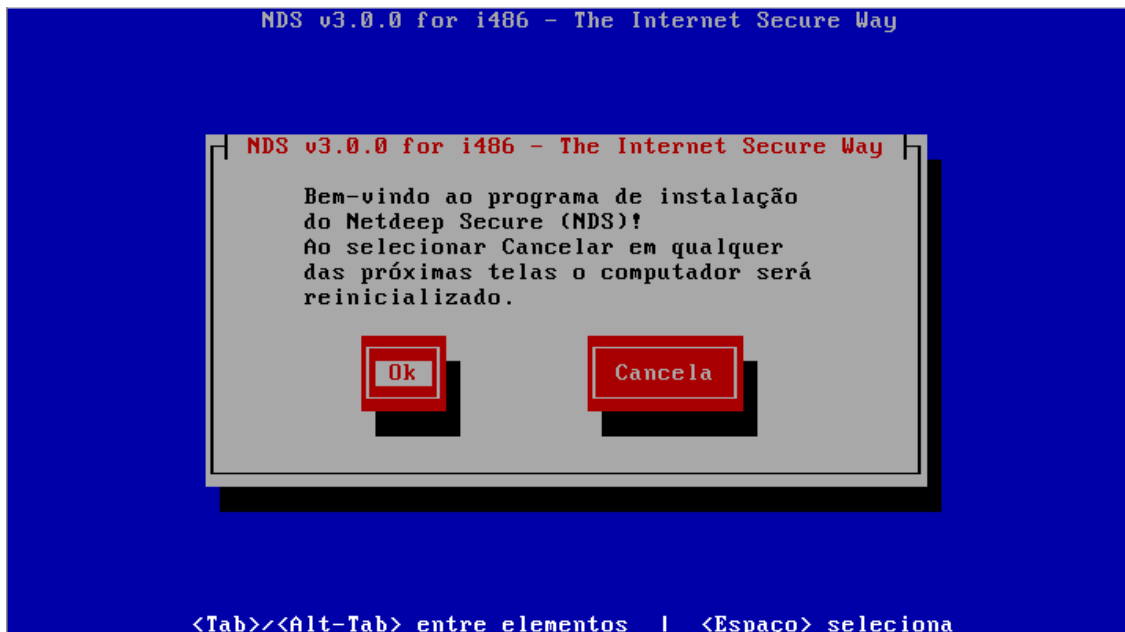 NDS v3.0.0 for i486 - The Internet Secure Way
NDS v3.0.0 for i486 - The Internet Secure Way
Bem-vindo ao programa de instalação
do Netdeep Secure (NDS)!
Ao selecionar Cancelar em qualquer
das próximas telas o computador será
reinicializado.
Ok
Cancela
<Tab>/<Alt-Tab> entre elementos | <Espaco> seleciona